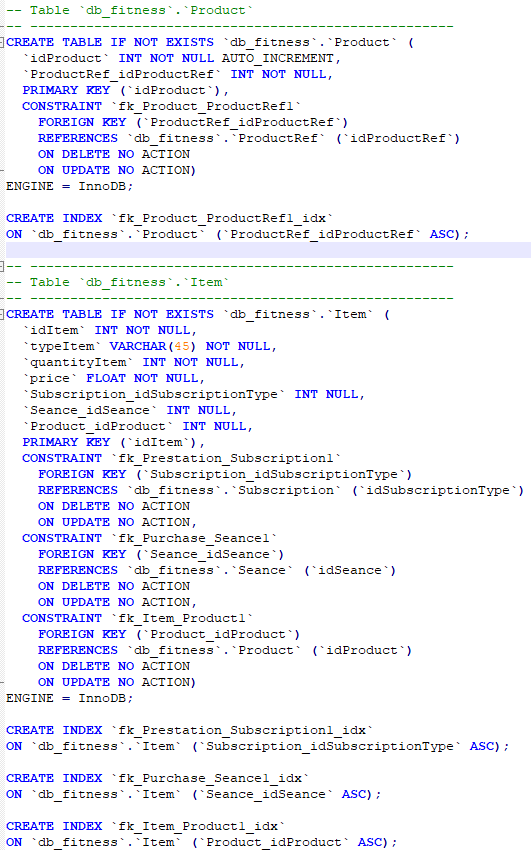 -- Table `db_fitness`.`Product`
-- -----------------------------------------------------
CREATE TABLE IF NOT EXISTS `db_fitness`.`Product` (
  `idProduct` INT NOT NULL AUTO_INCREMENT,
  `ProductRef_idProductRef` INT NOT NULL,
  PRIMARY KEY (`idProduct`),
  CONSTRAINT `fk_Product_ProductRef1`
    FOREIGN KEY (`ProductRef_idProductRef`)
    REFERENCES `db_fitness`.`ProductRef` (`idProductRef`)
    ON DELETE NO ACTION
    ON UPDATE NO ACTION)
ENGINE = InnoDB;

CREATE INDEX `fk_Product_ProductRef1_idx`
ON `db_fitness`.`Product` (`ProductRef_idProductRef` ASC);

-- -----------------------------------------------------
-- Table `db_fitness`.`Item`
-- -----------------------------------------------------
CREATE TABLE IF NOT EXISTS `db_fitness`.`Item` (
  `idItem` INT NOT NULL,
  `typeItem` VARCHAR(45) NOT NULL,
  `quantityItem` INT NOT NULL,
  `price` FLOAT NOT NULL,
  `Subscription_idSubscriptionType` INT NULL,
  `Seance_idSeance` INT NULL,
  `Product_idProduct` INT NULL,
  PRIMARY KEY (`idItem`),
  CONSTRAINT `fk_Prestation_Subscription1`
    FOREIGN KEY (`Subscription_idSubscriptionType`)
    REFERENCES `db_fitness`.`Subscription` (`idSubscriptionType`)
    ON DELETE NO ACTION
    ON UPDATE NO ACTION,
  CONSTRAINT `fk_Purchase_Seance1`
    FOREIGN KEY (`Seance_idSeance`)
    REFERENCES `db_fitness`.`Seance` (`idSeance`)
    ON DELETE NO ACTION
    ON UPDATE NO ACTION,
  CONSTRAINT `fk_Item_Product1`
    FOREIGN KEY (`Product_idProduct`)
    REFERENCES `db_fitness`.`Product` (`idProduct`)
    ON DELETE NO ACTION
    ON UPDATE NO ACTION)
ENGINE = InnoDB;

CREATE INDEX `fk_Prestation_Subscription1_idx`
ON `db_fitness`.`Item` (`Subscription_idSubscriptionType` ASC);

CREATE INDEX `fk_Purchase_Seance1_idx`
ON `db_fitness`.`Item` (`Seance_idSeance` ASC);

CREATE INDEX `fk_Item_Product1_idx`
ON `db_fitness`.`Item` (`Product_idProduct` ASC);